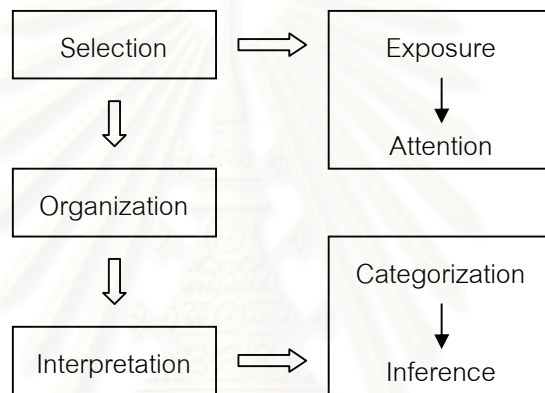 Selection
Exposure
Attention
Organization
Categorization
Interpretation
Inference